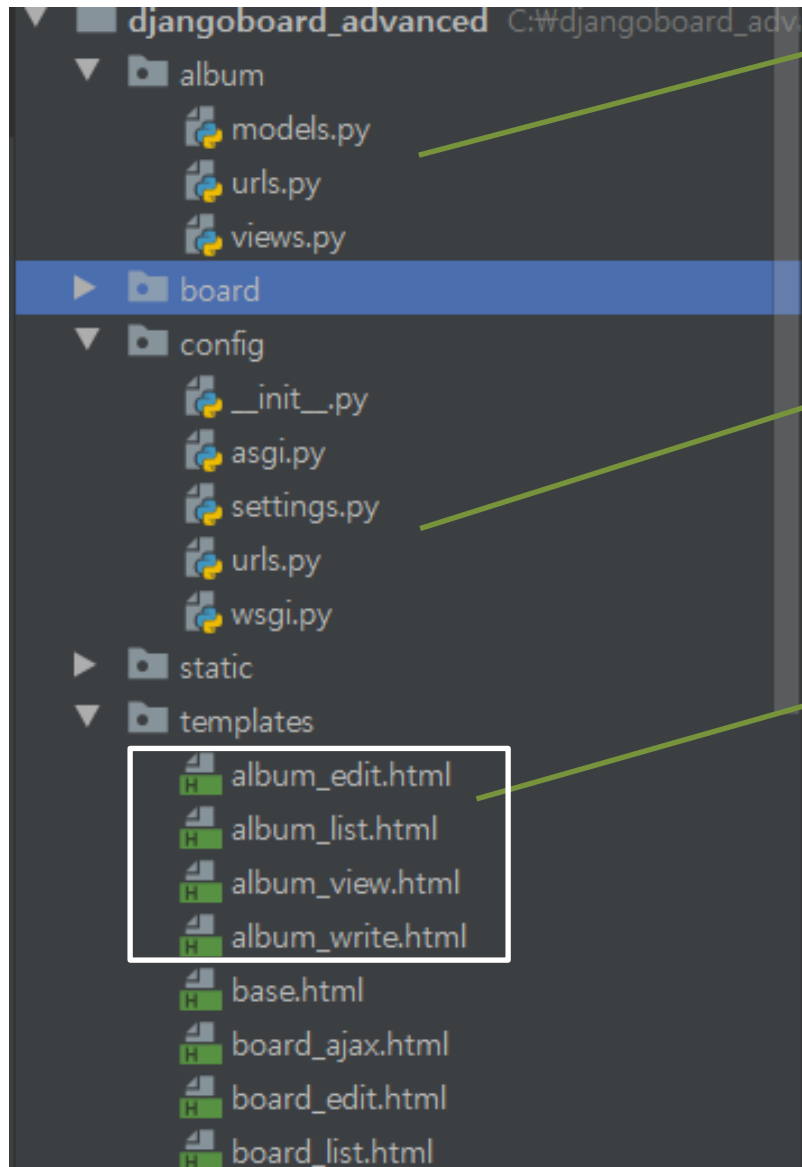 djangoboard_advanced C:₩djangoboard_adva
album
models.py
urls.py
views.py
board
config
__init__.py
asgi.py
settings.py
urls.py
wsgi.py
static
templates
album_edit.html
album_list.html
album_view.html
album_write.html
base.html
board_ajax.html
board_edit.html
board_list.html